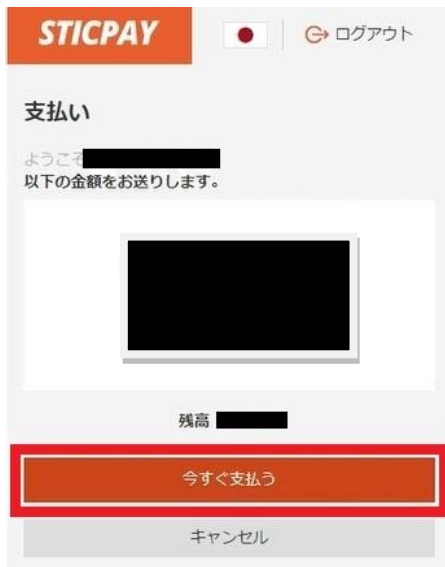 STICPAY
ログアウト
支払い
ようこそ
以下の金額をお送りします。
残高
今すぐ支払う
キャンセル